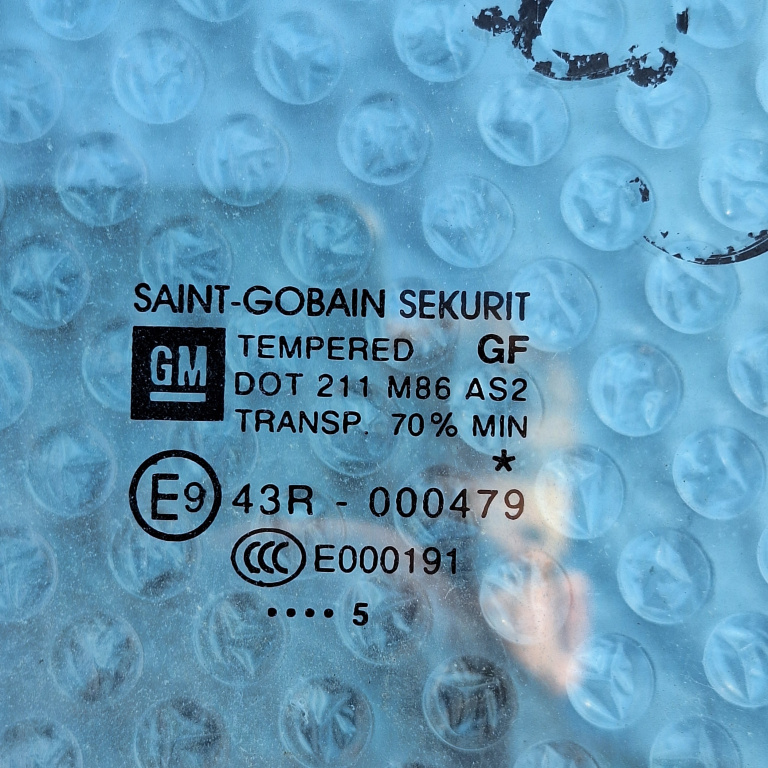 SAINT-GOBAIN SEKURIT
GM TEMPERED GF
DOT 211 M86 AS2
TRANSP. 70% MIN
*
E9 43R - 000479
CCC E000191
•••• 5